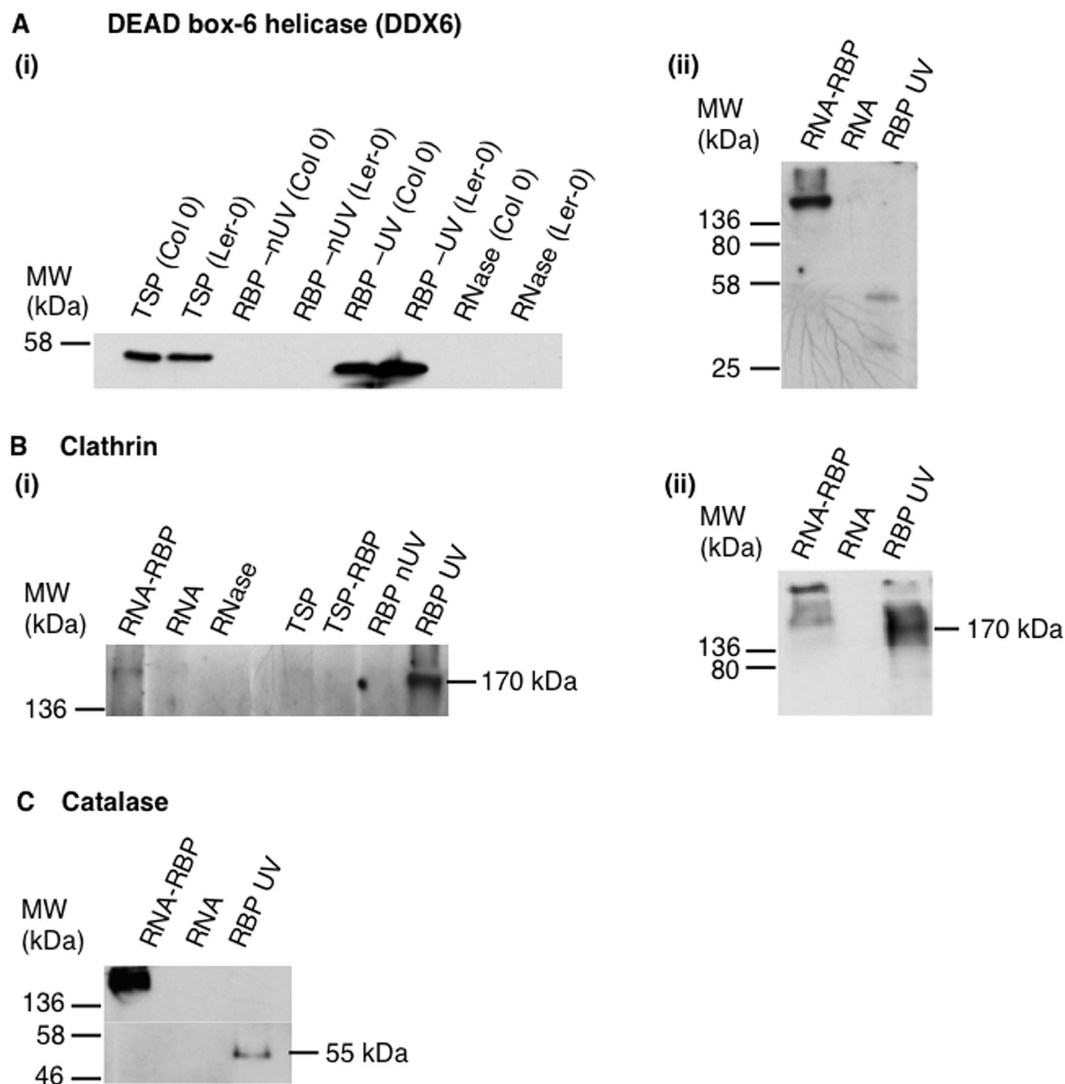 A DEAD box-6 helicase (DDX6)
(i)
MW
(kDa)
TSP (Col 0)
TSP (Ler-0)
RBP –nUV (Col 0)
RBP –nUV (Ler-0)
RBP –UV (Col 0)
RBP –UV (Ler-0)
RNase (Col 0)
RNase (Ler-0)
58
(ii)
MW
(kDa)
RNA-RBP
RNA
RBP UV
136
80
58
25
B Clathrin
(i)
MW
(kDa)
RNA-RBP
RNA
RNase
TSP
TSP-RBP
RBP nUV
RBP UV
170 kDa
136
(ii)
MW
(kDa)
RNA-RBP
RNA
RBP UV
170 kDa
136
80
C Catalase
MW
(kDa)
RNA-RBP
RNA
RBP UV
136
58
55 kDa
46